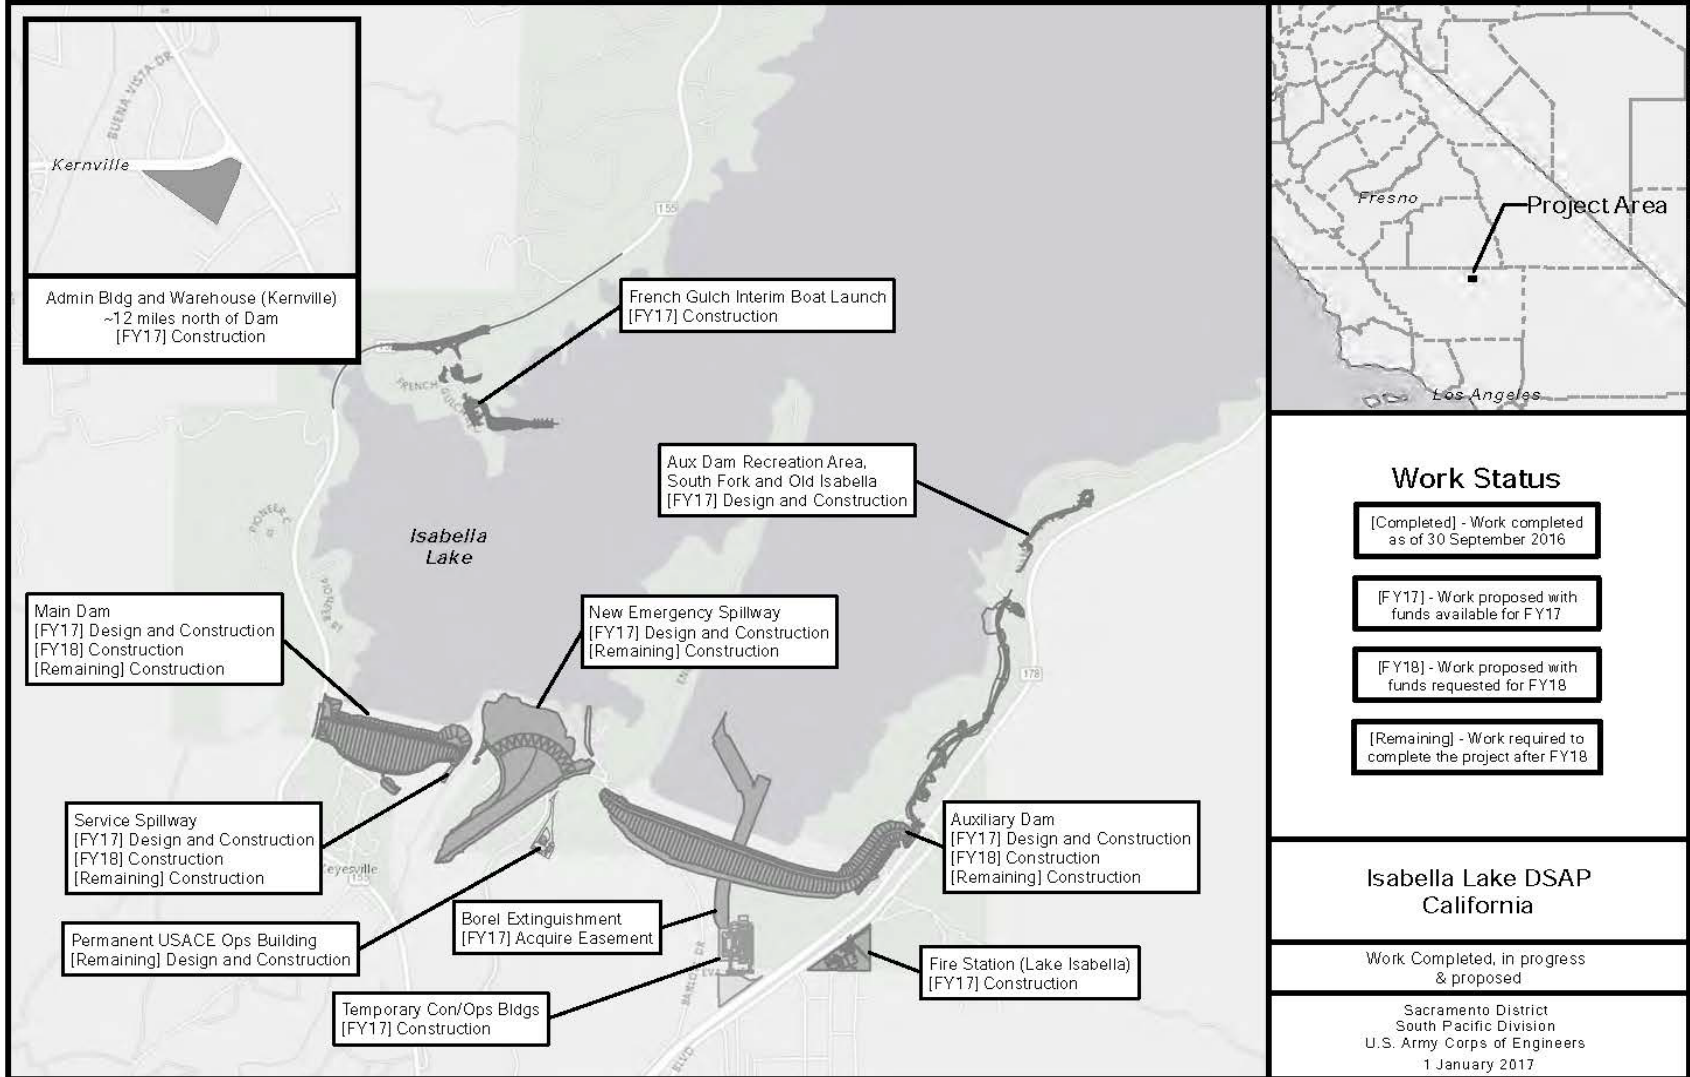 BUENA VISTA DR
Kernville
Admin Bldg and Warehouse (Kernville)
~12 miles north of Dam
[FY17] Construction
155
French Gulch Interim Boat Launch
[FY17] Construction
FRENCH GULCH
Aux Dam Recreation Area,
South Fork and Old Isabella
[FY17] Design and Construction
Isabella
Lake
Main Dam
[FY17] Design and Construction
[FY18] Construction
[Remaining] Construction
New Emergency Spillway
[FY17] Design and Construction
[Remaining] Construction
178
Service Spillway
[FY17] Design and Construction
[FY18] Construction
[Remaining] Construction
Keyesville
155
Auxiliary Dam
[FY17] Design and Construction
[FY18] Construction
[Remaining] Construction
Permanent USACE Ops Building
[Remaining] Design and Construction
Borel Extinguishment
[FY17] Acquire Easement
Fire Station (Lake Isabella)
[FY17] Construction
Temporary Con/Ops Bldgs
[FY17] Construction
BLVD
Fresno
Project Area
Los Angeles
Work Status
[Completed] - Work completed
as of 30 September 2016
[FY17] - Work proposed with
funds available for FY17
[FY18] - Work proposed with
funds requested for FY18
[Remaining] - Work required to
complete the project after FY18
Isabella Lake DSAP
California
Work Completed, in progress
& proposed
Sacramento District
South Pacific Division
U.S. Army Corps of Engineers
1 January 2017